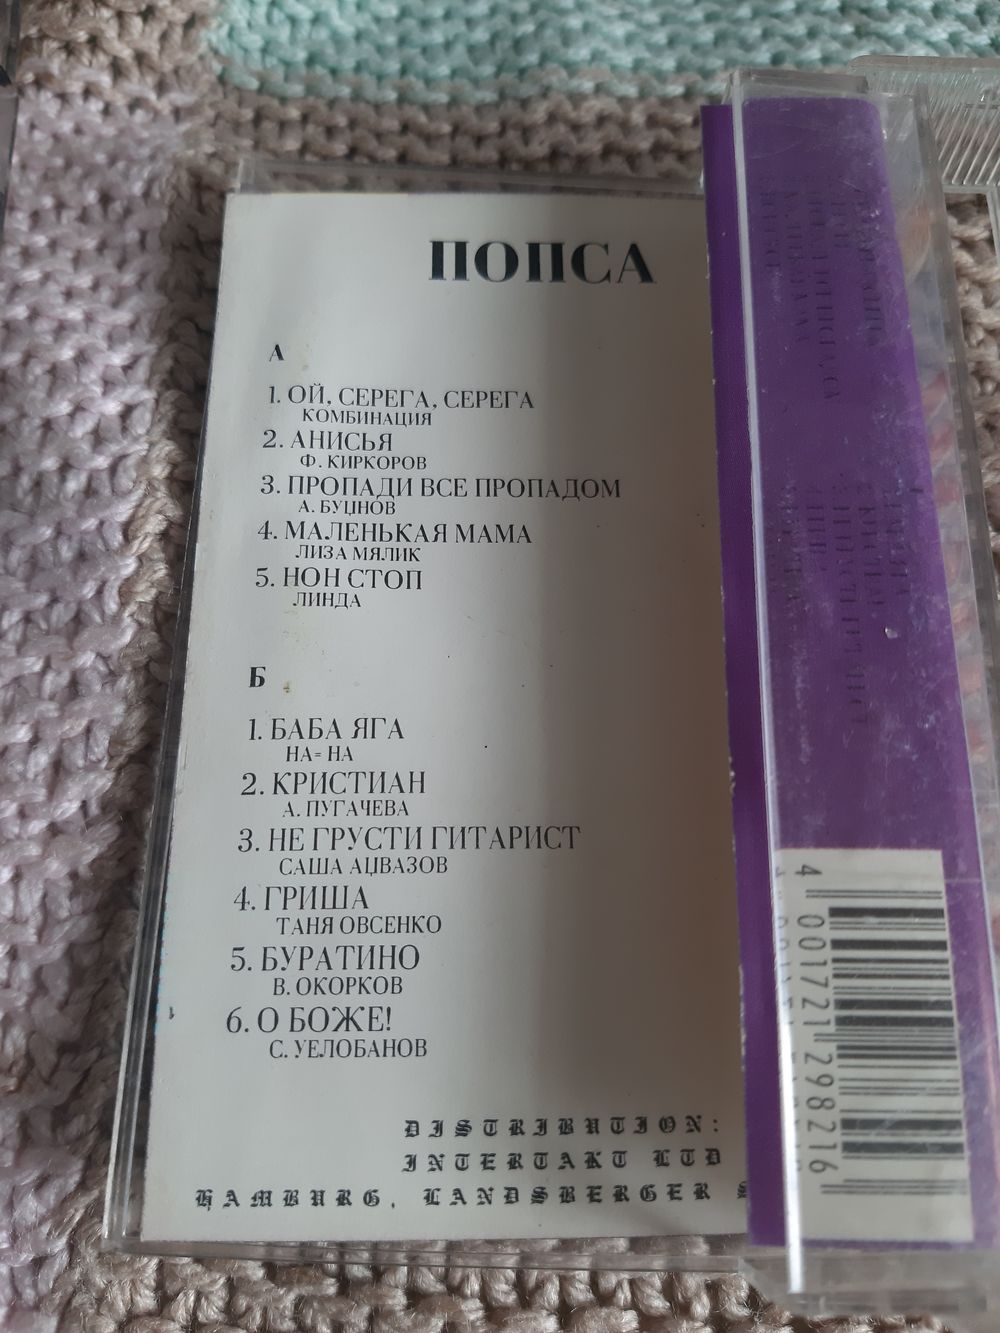 ПОПСА
А
1. ОЙ, СЕРЕГА, СЕРЕГА
КОМБИНАЦИЯ
2. АНИСЬЯ
Ф. КИРКОРОВ
3. ПРОПАДИ ВСЕ ПРОПАДОМ
А. БУЦНОВ
4. МАЛЕНЬКАЯ МАМА
ЛИЗА МЯЛИК
5. НОН СТОП
ЛИНДА
Б
1. БАБА ЯГА
НА=НА
2. КРИСТИАН
А. ПУГАЧЕВА
3. НЕ ГРУСТИ ГИТАРИСТ
САША АЦВАЗОВ
4. ГРИША
ТАНЯ ОВСЕНКО
5. БУРАТИНО
В. ОКОРКОВ
6. О БОЖЕ!
С. УЕЛОБАНОВ
DISTRIBUTION:
INTERTAKT LTD
HAMBURG, LANDSBERGER
4 001721 298216